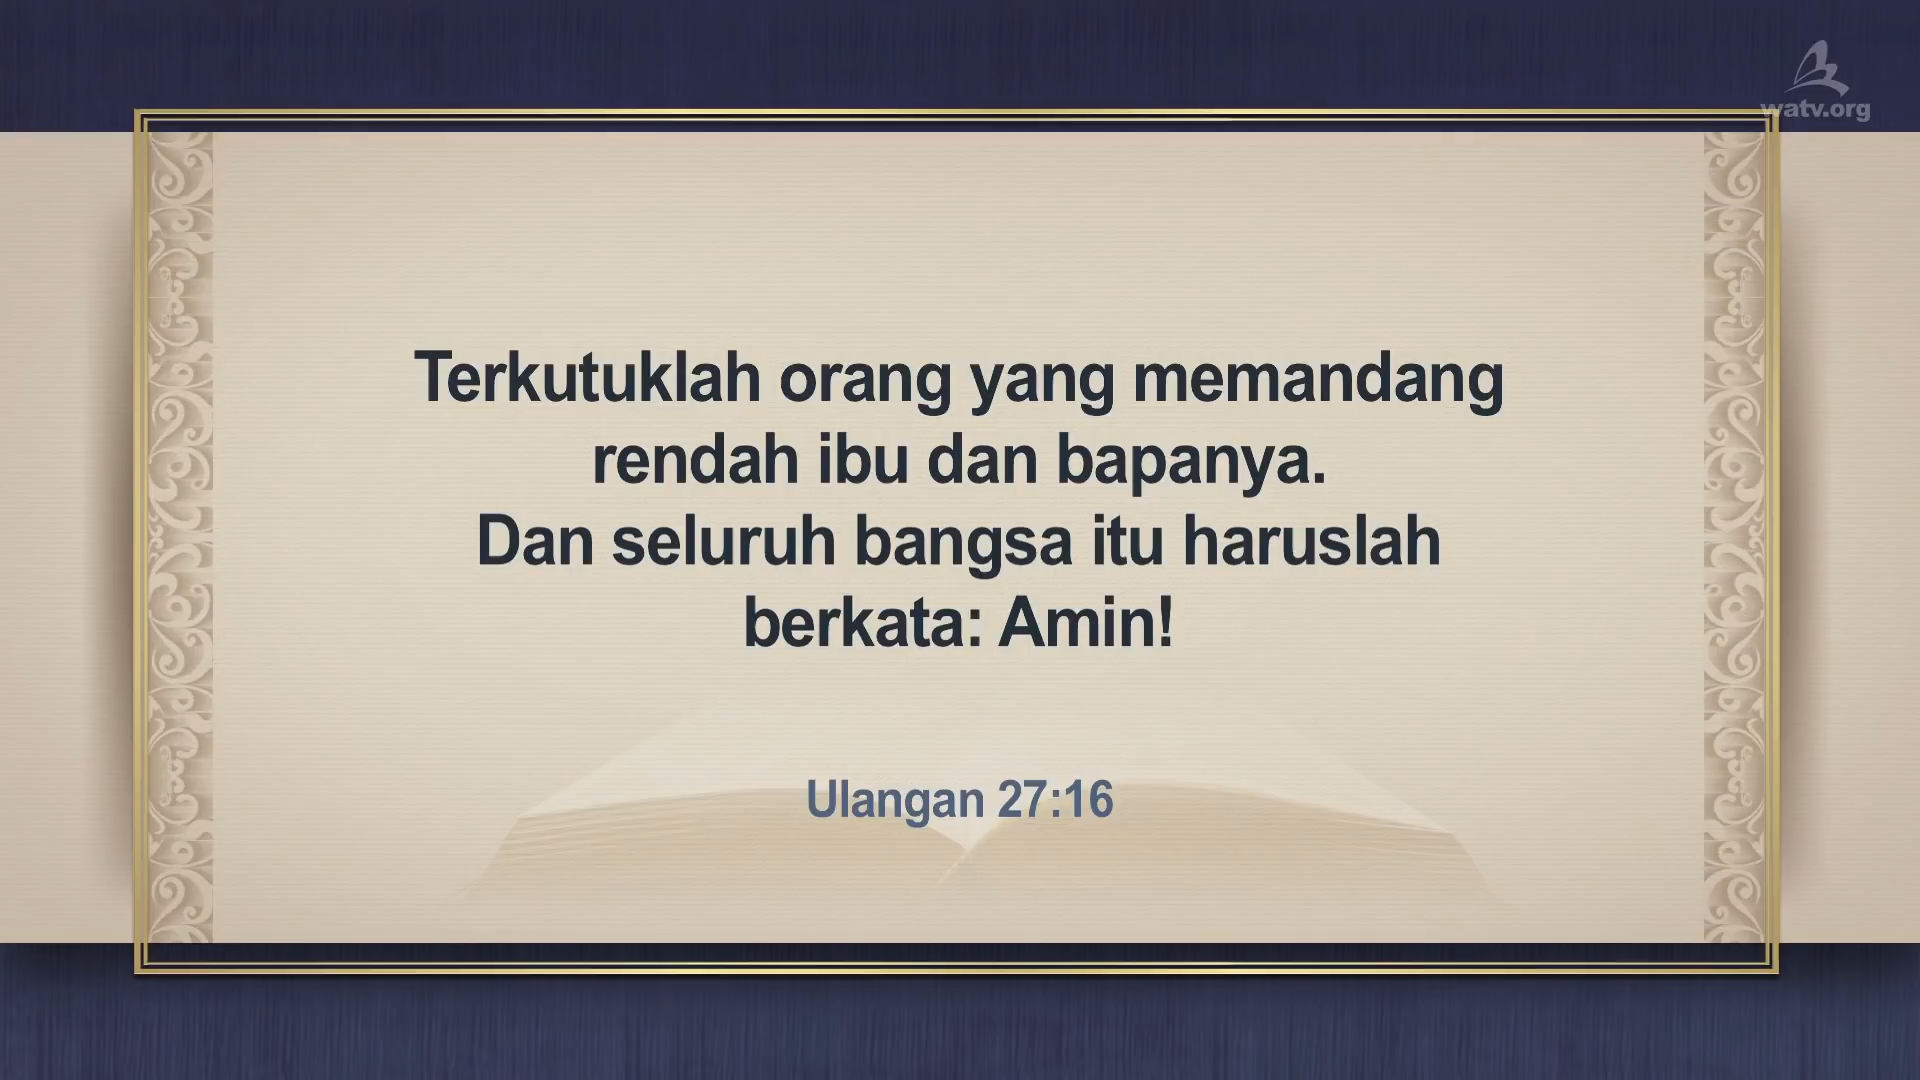 watv.org
Terkutuklah orang yang memandang
rendah ibu dan bapanya.
Dan seluruh bangsa itu haruslah
berkata: Amin!
Ulangan 27:16